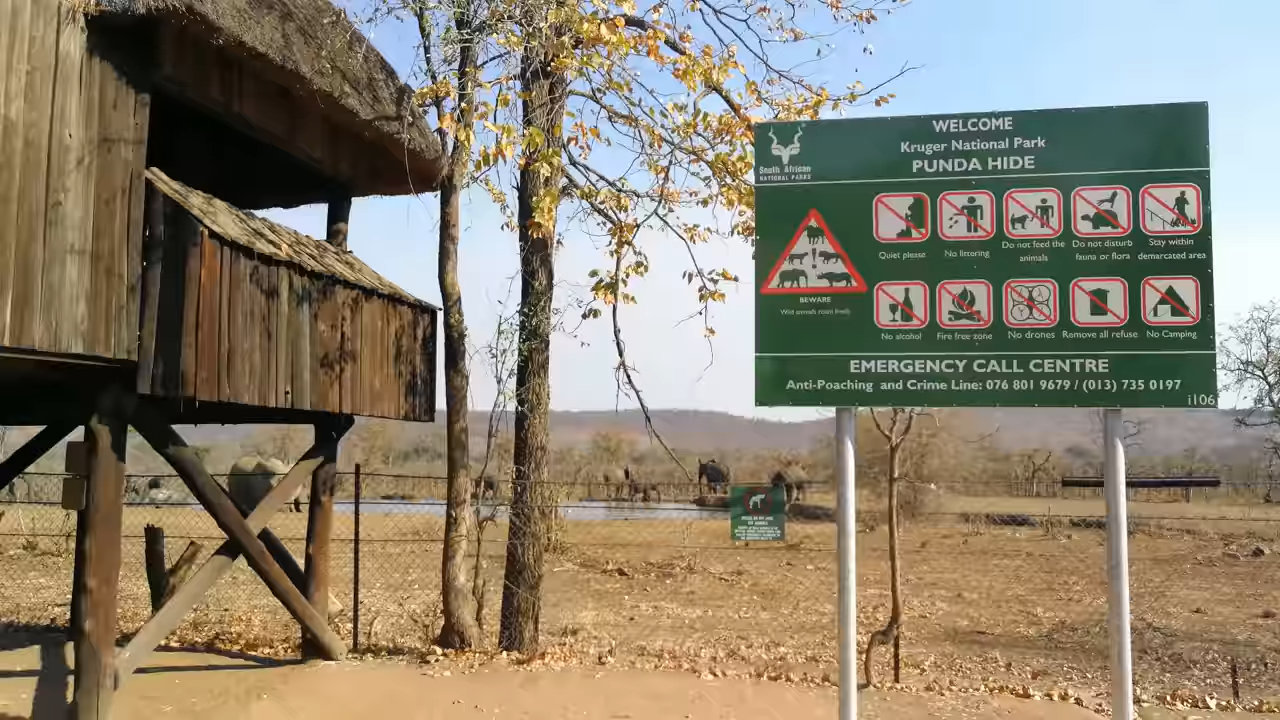 WELCOME
Kruger National Park
PUNDA HIDE
South African
NATIONAL PARKS
BEWARE
Wild animals roam freely
Quiet please
No littering
Do not feed the
animals
Do not disturb
fauna or flora
Stay within
demarcated area
No alcohol
Fire free zone
No drones
Remove all refuse
No Camping
EMERGENCY CALL CENTRE
Anti-Poaching and Crime Line: 076 801 9679 / (013) 735 0197
i106